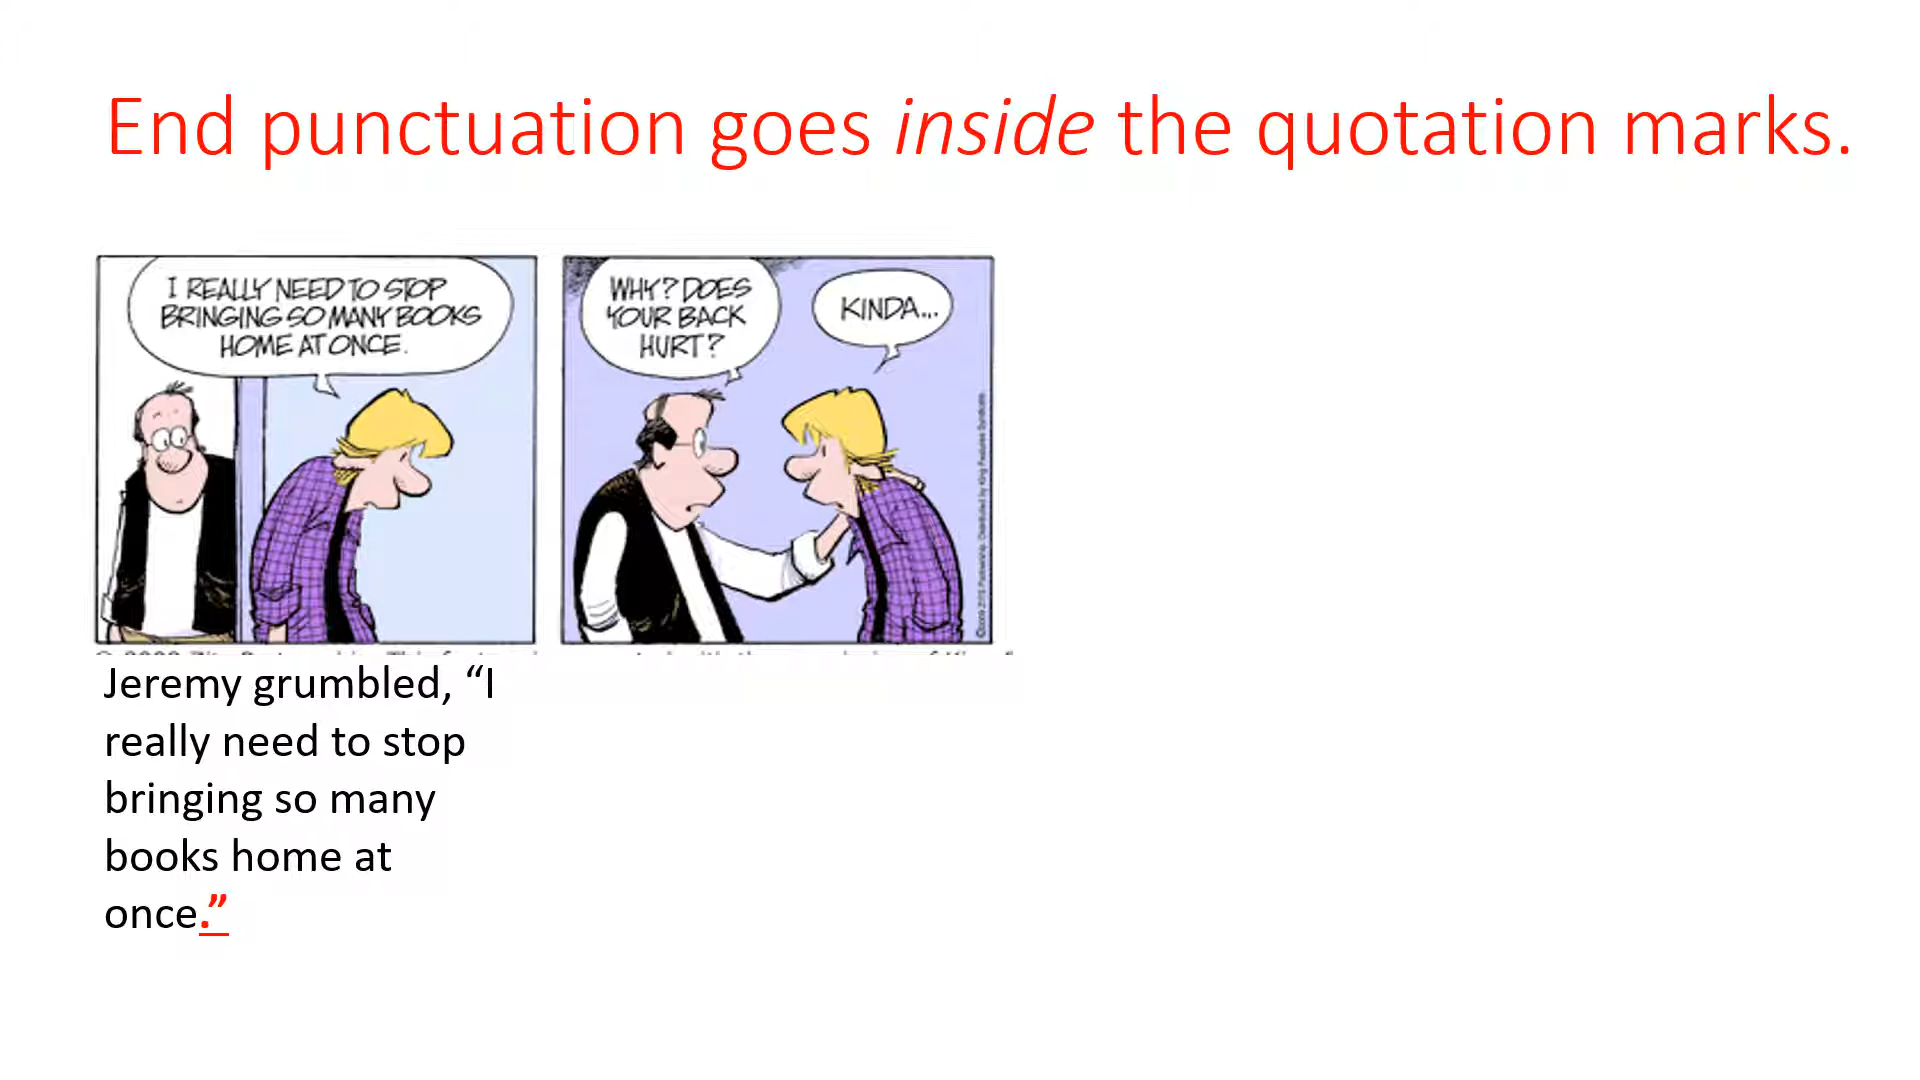 End punctuation goes inside the quotation marks.
I REALLY NEED TO STOP
BRINGING SO MANY BOOKS
HOME AT ONCE.
WHY? DOES
YOUR BACK
HURT?
KINDA...
Jeremy grumbled, “I
really need to stop
bringing so many
books home at
once.”